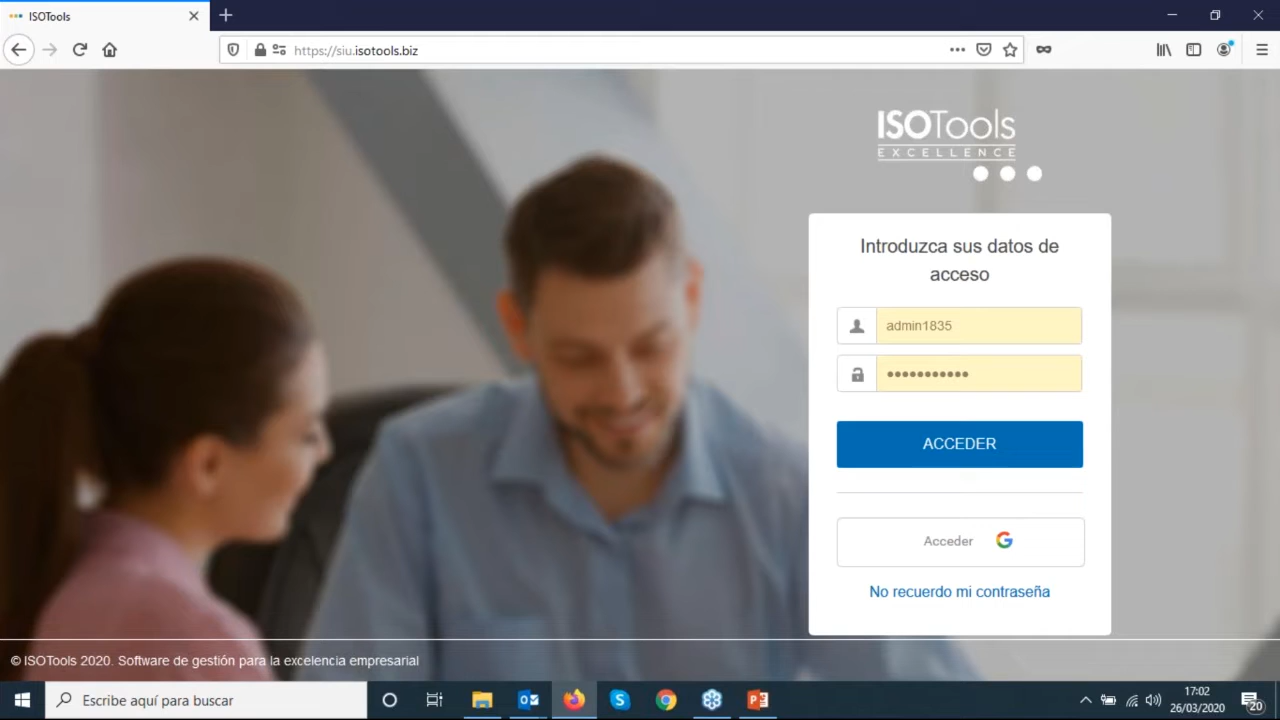 ISOTools
https://siu.isotools.biz
ISOTools
EXCELLENCE
Introduzca sus datos de
acceso
admin1835
•••••••••••
ACCEDER
Acceder
No recuerdo mi contraseña
© ISOTools 2020. Software de gestión para la excelencia empresarial
Escribe aquí para buscar
17:02
26/03/2020
20